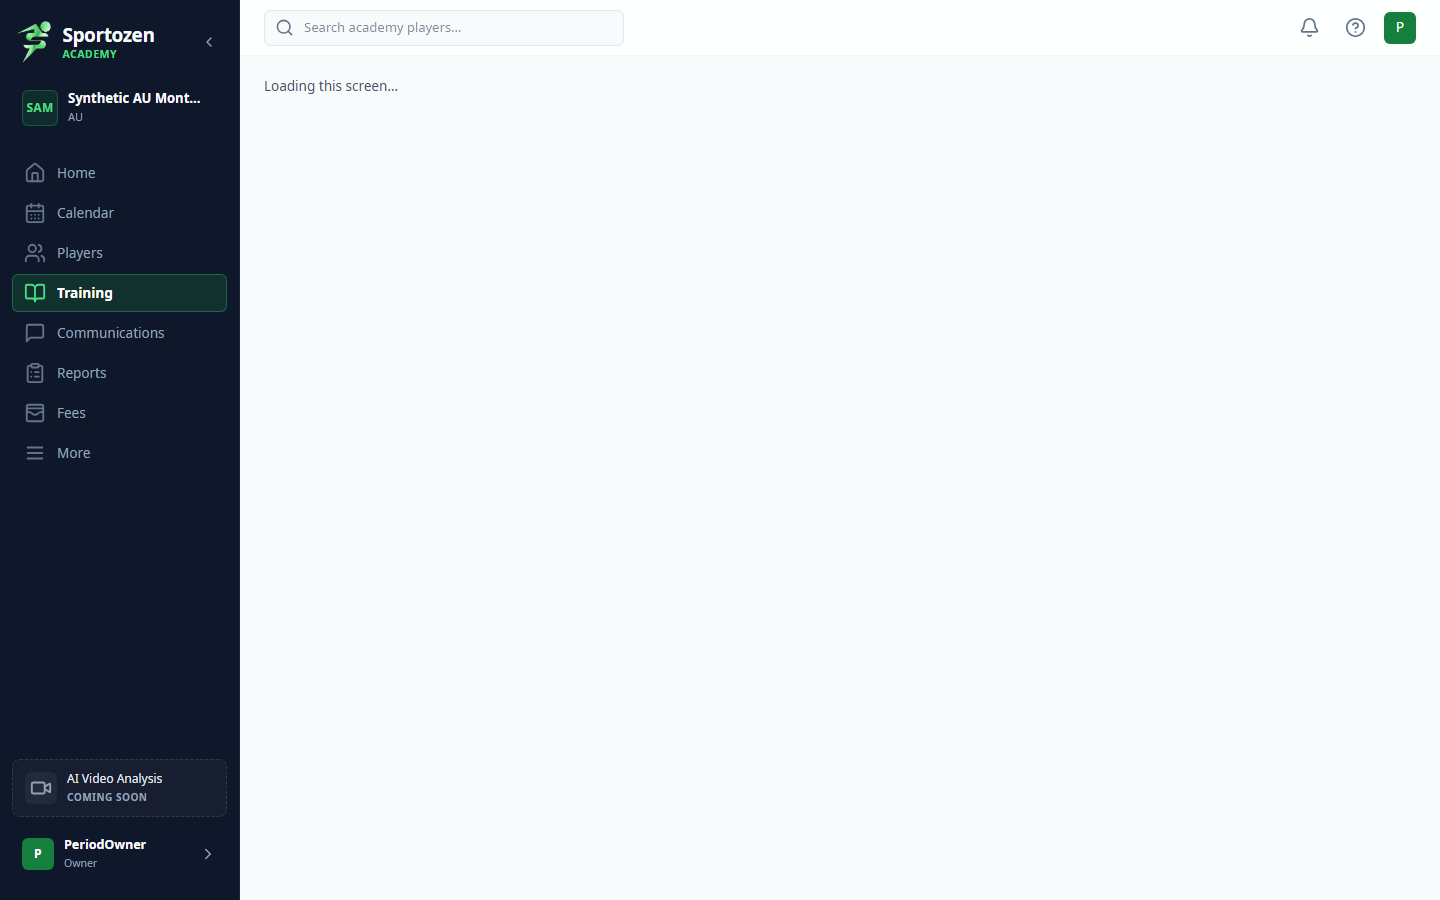 Sportozen
ACADEMY
SAM
Synthetic AU Mont...
AU
Home
Calendar
Players
Training
Communications
Reports
Fees
More
AI Video Analysis
COMING SOON
P
PeriodOwner
Owner
Search academy players...
P
Loading this screen...